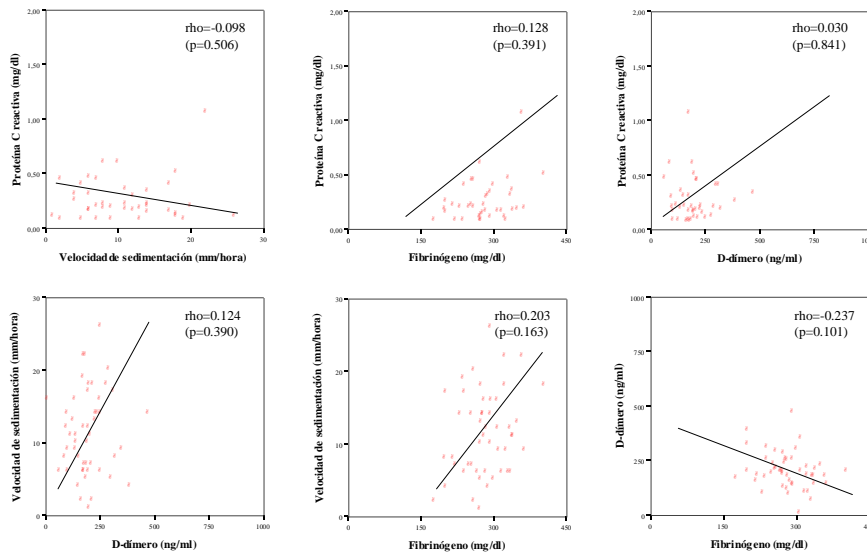 rho=-0.098
(p=0.506)
Proteína C reactiva (mg/dl)
2,00
1,50
1,00
0,50
0,00
0
10
20
30
Velocidad de sedimentación (mm/hora)
rho=0.128
(p=0.391)
Proteína C reactiva (mg/dl)
2,00
1,50
1,00
0,50
0,00
0
150
300
450
Fibrinógeno (mg/dl)
rho=0.030
(p=0.841)
Proteína C reactiva (mg/dl)
2,00
1,50
1,00
0,50
0,00
0
250
500
750
D-dímero (ng/ml)
rho=0.124
(p=0.390)
Velocidad de sedimentación (mm/hora)
30
20
10
0
0
250
500
750
1000
D-dímero (ng/ml)
rho=0.203
(p=0.163)
Velocidad de sedimentación (mm/hora)
30
20
10
0
0
150
300
450
Fibrinógeno (mg/dl)
rho=-0.237
(p=0.101)
D-dímero (ng/ml)
1000
750
500
250
0
0
150
300
Fibrinógeno (mg/dl)